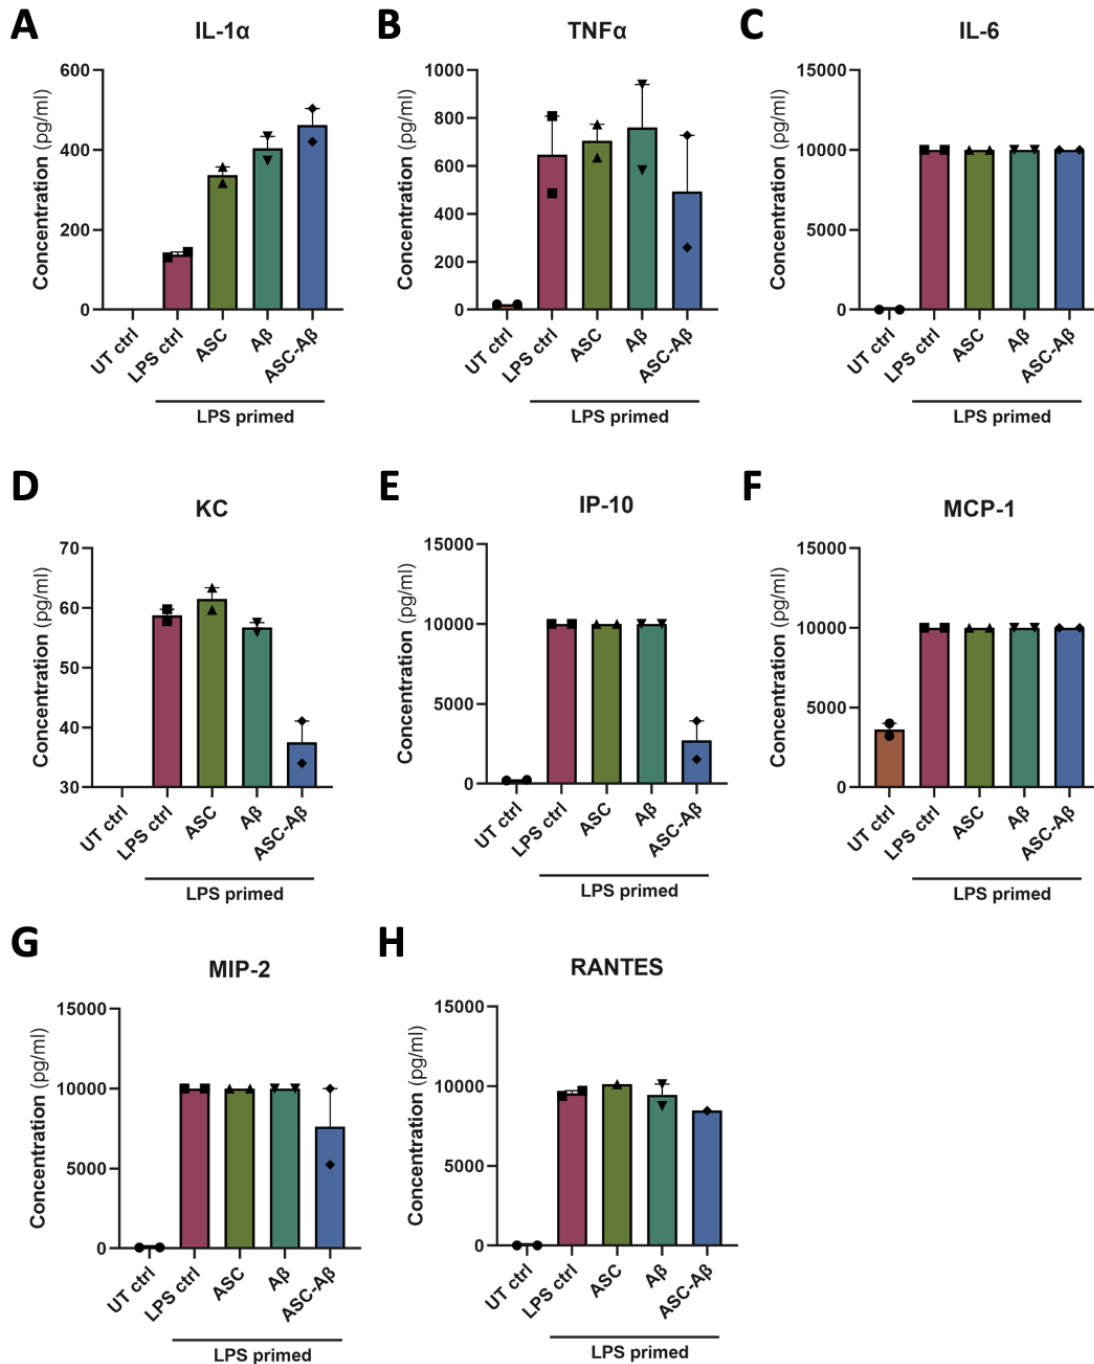 A
IL-1α
Concentration (pg/ml)
600
400
200
0
UT ctrl
LPS ctrl
ASC
Aβ
ASC-Aβ
LPS primed
B
TNFα
Concentration (pg/ml)
1000
800
600
400
200
0
UT ctrl
LPS ctrl
ASC
Aβ
ASC-Aβ
LPS primed
C
IL-6
Concentration (pg/ml)
15000
10000
5000
0
UT ctrl
LPS ctrl
ASC
Aβ
ASC-Aβ
LPS primed
D
KC
Concentration (pg/ml)
70
60
50
40
30
UT ctrl
LPS ctrl
ASC
Aβ
ASC-Aβ
LPS primed
E
IP-10
Concentration (pg/ml)
15000
10000
5000
0
UT ctrl
LPS ctrl
ASC
Aβ
ASC-Aβ
LPS primed
F
MCP-1
Concentration (pg/ml)
15000
10000
5000
0
UT ctrl
LPS ctrl
ASC
Aβ
ASC-Aβ
LPS primed
G
MIP-2
Concentration (pg/ml)
15000
10000
5000
0
UT ctrl
LPS ctrl
ASC
Aβ
ASC-Aβ
LPS primed
H
RANTES
Concentration (pg/ml)
15000
10000
5000
0
UT ctrl
LPS ctrl
ASC
Aβ
ASC-Aβ
LPS primed